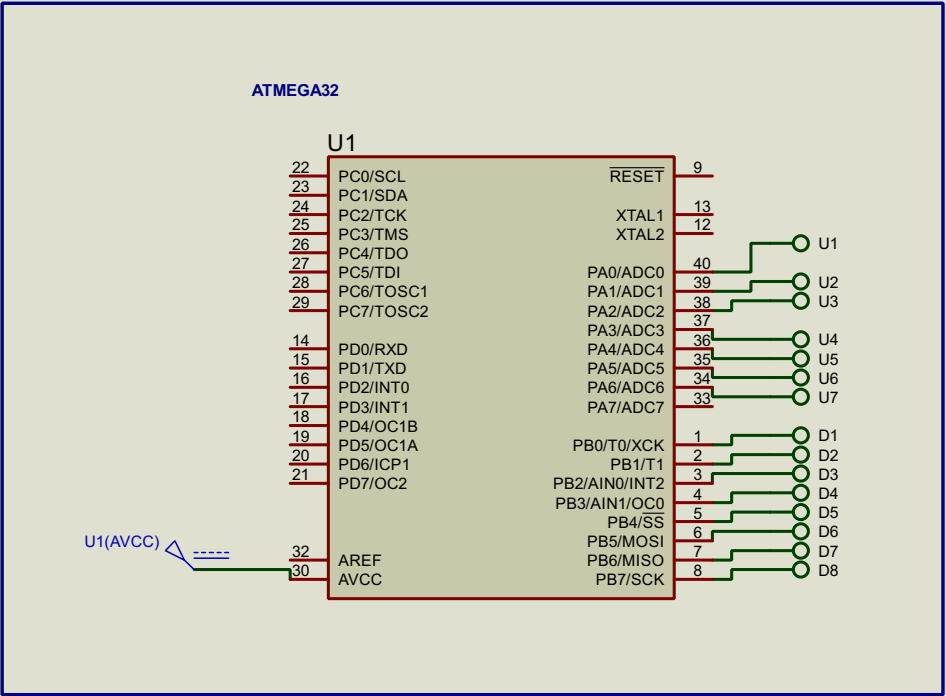 ATMEGA32
U1
22 PC0/SCL
23 PC1/SDA
24 PC2/TCK
25 PC3/TMS
26 PC4/TDO
27 PC5/TDI
28 PC6/TOSC1
29 PC7/TOSC2
14 PD0/RXD
15 PD1/TXD
16 PD2/INT0
17 PD3/INT1
18 PD4/OC1B
19 PD5/OC1A
20 PD6/ICP1
21 PD7/OC2
32 AREF
30 AVCC
U1(AVCC)
RESET 9
XTAL1 13
XTAL2 12
PA0/ADC0 40
PA1/ADC1 39
PA2/ADC2 38
PA3/ADC3 37
PA4/ADC4 36
PA5/ADC5 35
PA6/ADC6 34
PA7/ADC7 33
PB0/T0/XCK 1
PB1/T1 2
PB2/AIN0/INT2 3
PB3/AIN1/OC0 4
PB4/SS 5
PB5/MOSI 6
PB6/MISO 7
PB7/SCK 8
U1
U2
U3
U4
U5
U6
U7
D1
D2
D3
D4
D5
D6
D7
D8